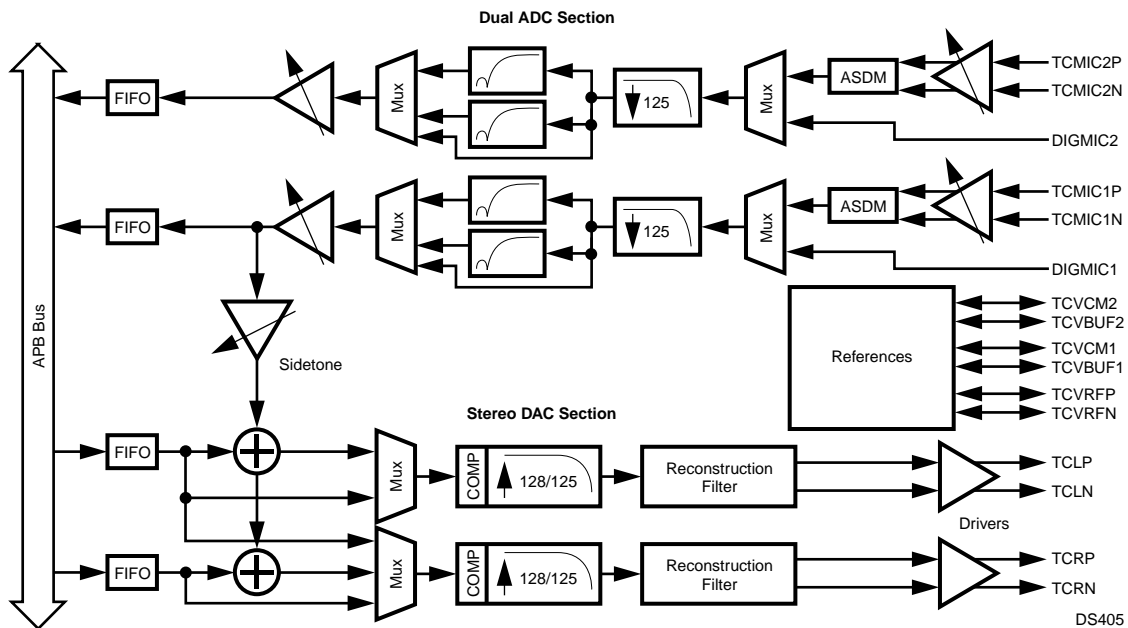 Dual ADC Section
FIFO
Mux
125
Mux
ASDM
TCMIC2P
TCMIC2N
DIGMIC2
FIFO
Mux
125
Mux
ASDM
TCMIC1P
TCMIC1N
DIGMIC1
APB Bus
Sidetone
References
TCVCM2
TCVBUF2
TCVCM1
TCVBUF1
TCVRFP
TCVRFN
Stereo DAC Section
FIFO
Mux
COMP
128/125
Reconstruction
Filter
TCLP
TCLN
Drivers
FIFO
Mux
COMP
128/125
Reconstruction
Filter
TCRP
TCRN
DS405